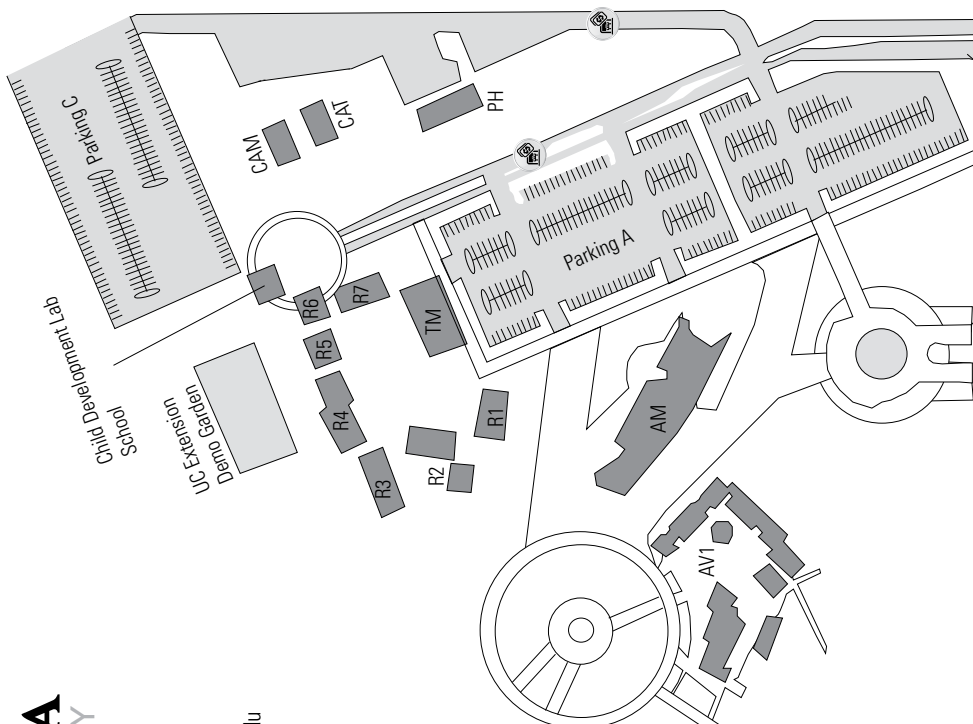 Parking C
CAM
CAT
PH
Child Development Lab
School
UC Extension
Demo Garden
R6
R7
R5
R4
R3
R2
R1
TM
Parking A
AM
AV1
A
Y
lu